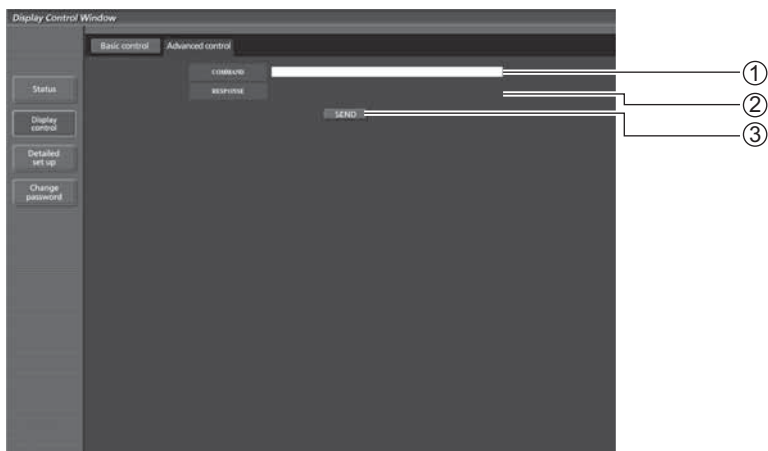 Display Control Window
Basic control Advanced control
COMMAND ①
RESPONSE ②
SEND ③
Status
Display
control
Detailed
set up
Change
password